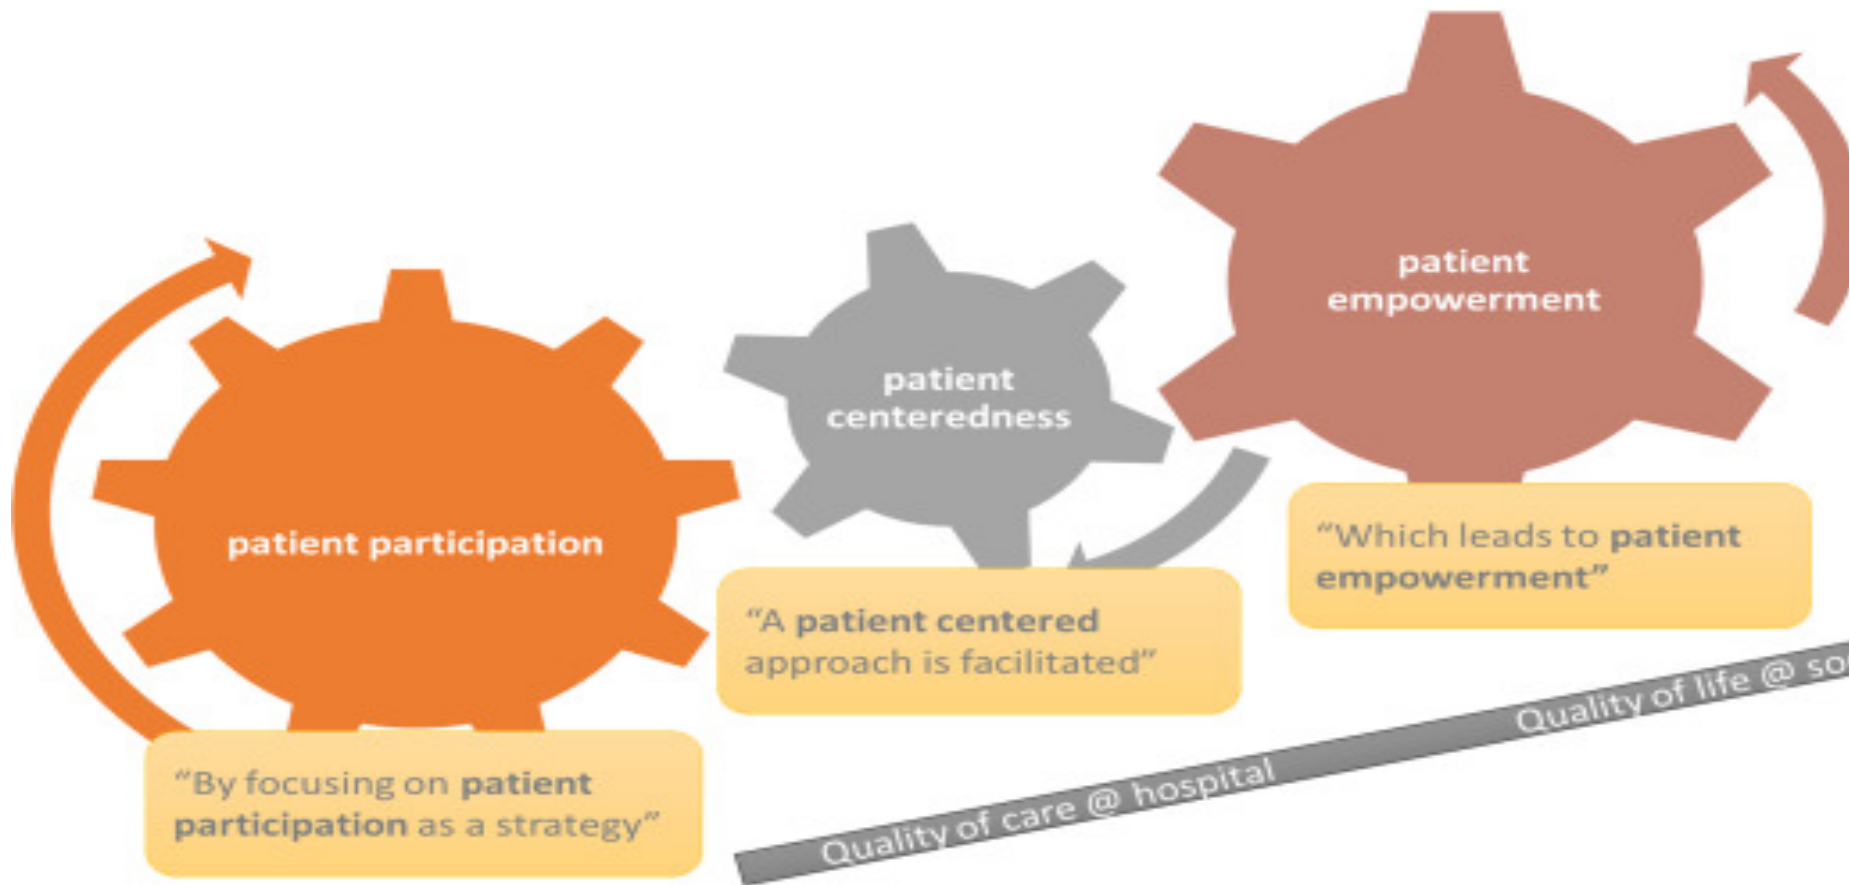 patient
empowerment
patient
centeredness
patient participation
“Which leads to patient
empowerment”
“A patient centered
approach is facilitated”
“By focusing on patient
participation as a strategy”
Quality of care @ hospital
Quality of life @